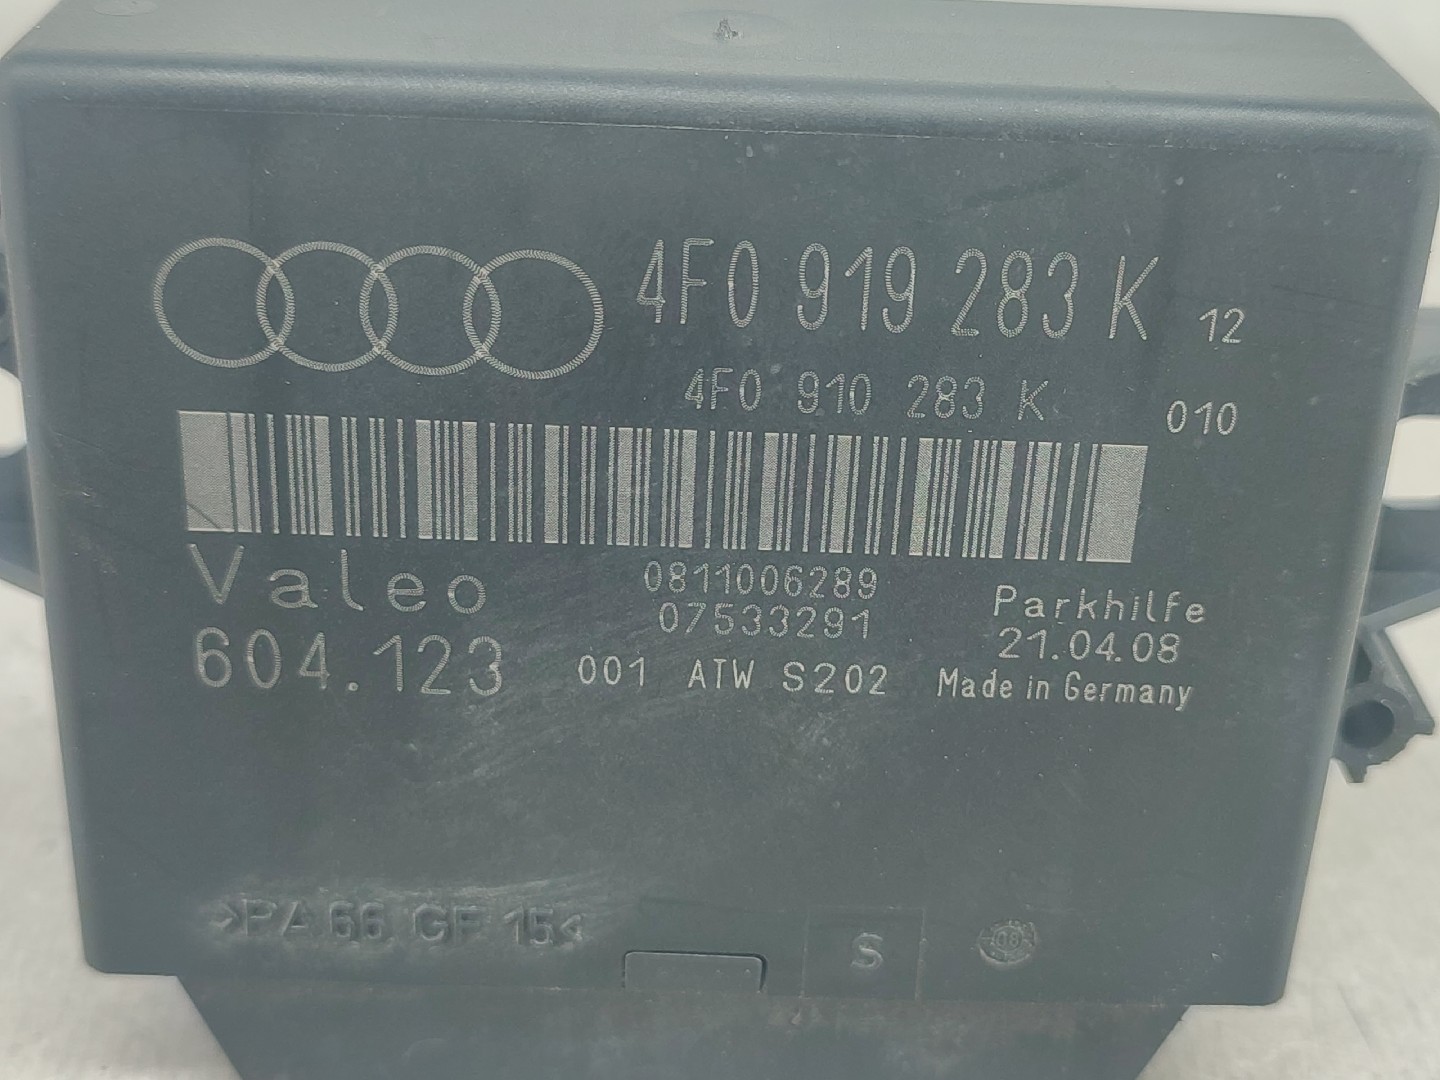 4F0 919 283 K 12
4F0 910 283 K 010
Valeo
0811006289
07533291
Parkhilfe
21.04.08
604.123
001 ATW S202
Made in Germany
>PA 66 GF 15<
S
08